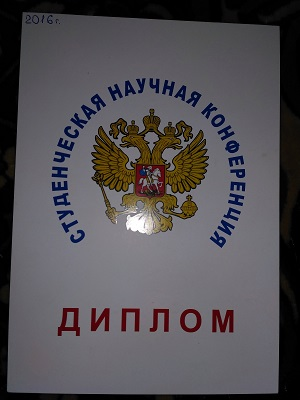 2016г.
СТУДЕНЧЕСКАЯ НАУЧНАЯ КОНФЕРЕНЦИЯ
ДИПЛОМ